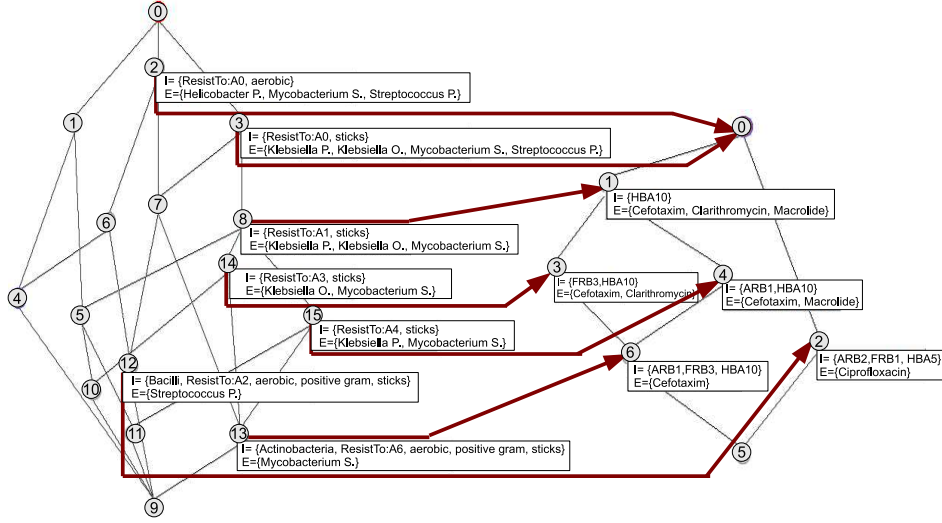 0
2
I= {ResistTo:A0, aerobic}
E={Helicobacter P., Mycobacterium S., Streptococcus P.}
1
3
I= {ResistTo:A0, sticks}
E={Klebsiella P., Klebsiella O., Mycobacterium S., Streptococcus P.}
0
1
I= {HBA10}
E={Cefotaxim, Clarithromycin, Macrolide}
7
6
8
I= {ResistTo:A1, sticks}
E={Klebsiella P., Klebsiella O., Mycobacterium S.}
14
I= {ResistTo:A3, sticks}
E={Klebsiella O., Mycobacterium S.}
3
I= {FRB3,HBA10}
E={Cefotaxim, Clarithromycin}
4
I= {ARB1,HBA10}
E={Cefotaxim, Macrolide}
4
5
15
I= {ResistTo:A4, sticks}
E={Klebsiella P., Mycobacterium S.}
2
I= {ARB2,FRB1, HBA5}
E={Ciprofloxacin}
6
I= {ARB1,FRB3, HBA10}
E={Cefotaxim}
12
I= {Bacilli, ResistTo:A2, aerobic, positive gram, sticks}
E={Streptococcus P.}
10
11
13
I= {Actinobacteria, ResistTo:A6, aerobic, positive gram, sticks}
E={Mycobacterium S.}
5
9